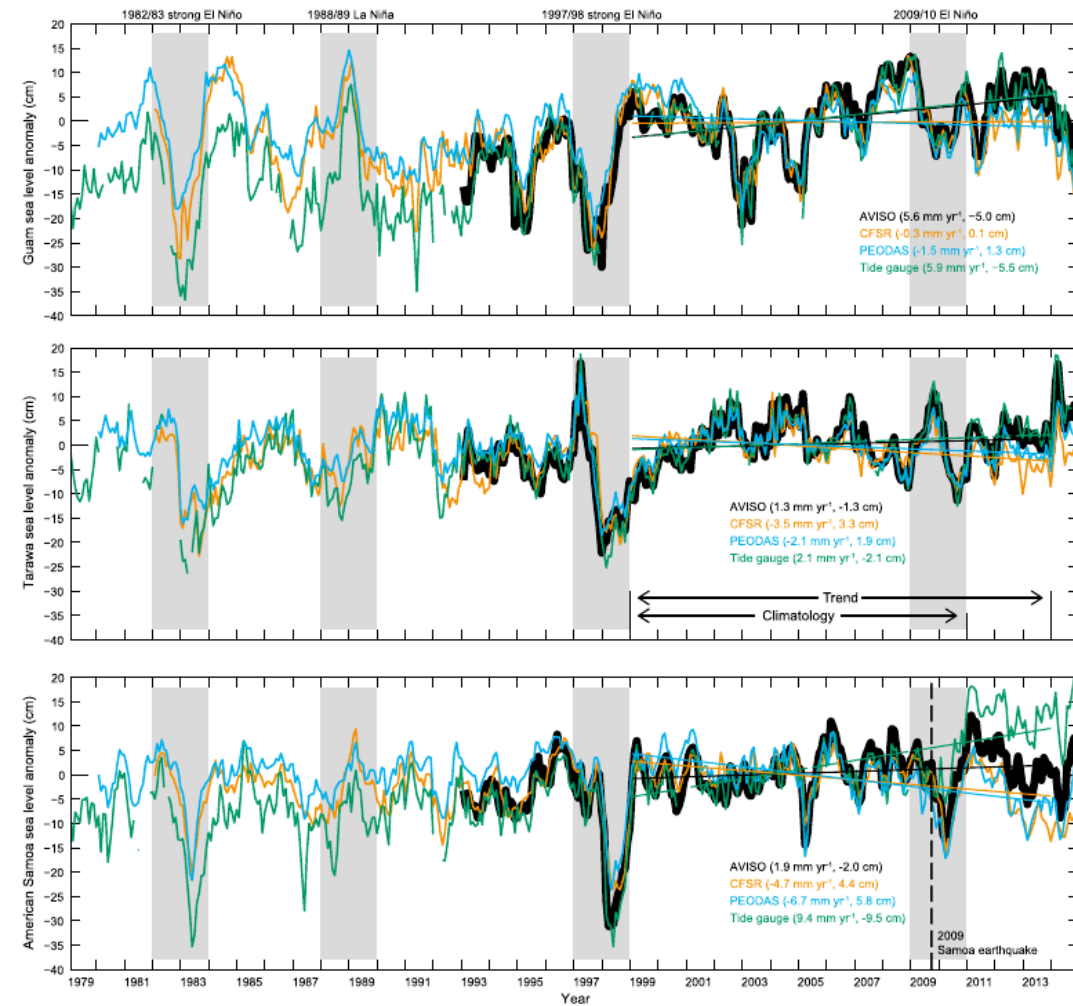 1982/83 strong El Niño 1988/89 La Niña 1997/98 strong El Niño 2009/10 El Niño
Guam sea level anomaly (cm)
20
15
10
5
0
−5
−10
−15
−20
−25
−30
−35
−40
AVISO (5.6 mm yr⁻¹, −5.0 cm)
CFSR (-0.3 mm yr⁻¹, 0.1 cm)
PEODAS (-1.5 mm yr⁻¹, 1.3 cm)
Tide gauge (5.9 mm yr⁻¹, −5.5 cm)
Tarawa sea level anomaly (cm)
20
15
10
5
0
−5
−10
−15
−20
−25
−30
−35
−40
AVISO (1.3 mm yr⁻¹, -1.3 cm)
CFSR (-3.5 mm yr⁻¹, 3.3 cm)
PEODAS (-2.1 mm yr⁻¹, 1.9 cm)
Tide gauge (2.1 mm yr⁻¹, -2.1 cm)
Trend
Climatology
American Samoa sea level anomaly (cm)
20
15
10
5
0
−5
−10
−15
−20
−25
−30
−35
−40
AVISO (1.9 mm yr⁻¹, -2.0 cm)
CFSR (-4.7 mm yr⁻¹, 4.4 cm)
PEODAS (-6.7 mm yr⁻¹, 5.8 cm)
Tide gauge (9.4 mm yr⁻¹, -9.5 cm)
2009
Samoa earthquake
1979 1981 1983 1985 1987 1989 1991 1993 1995 1997 1999 2001 2003 2005 2007 2009 2011 2013
Year